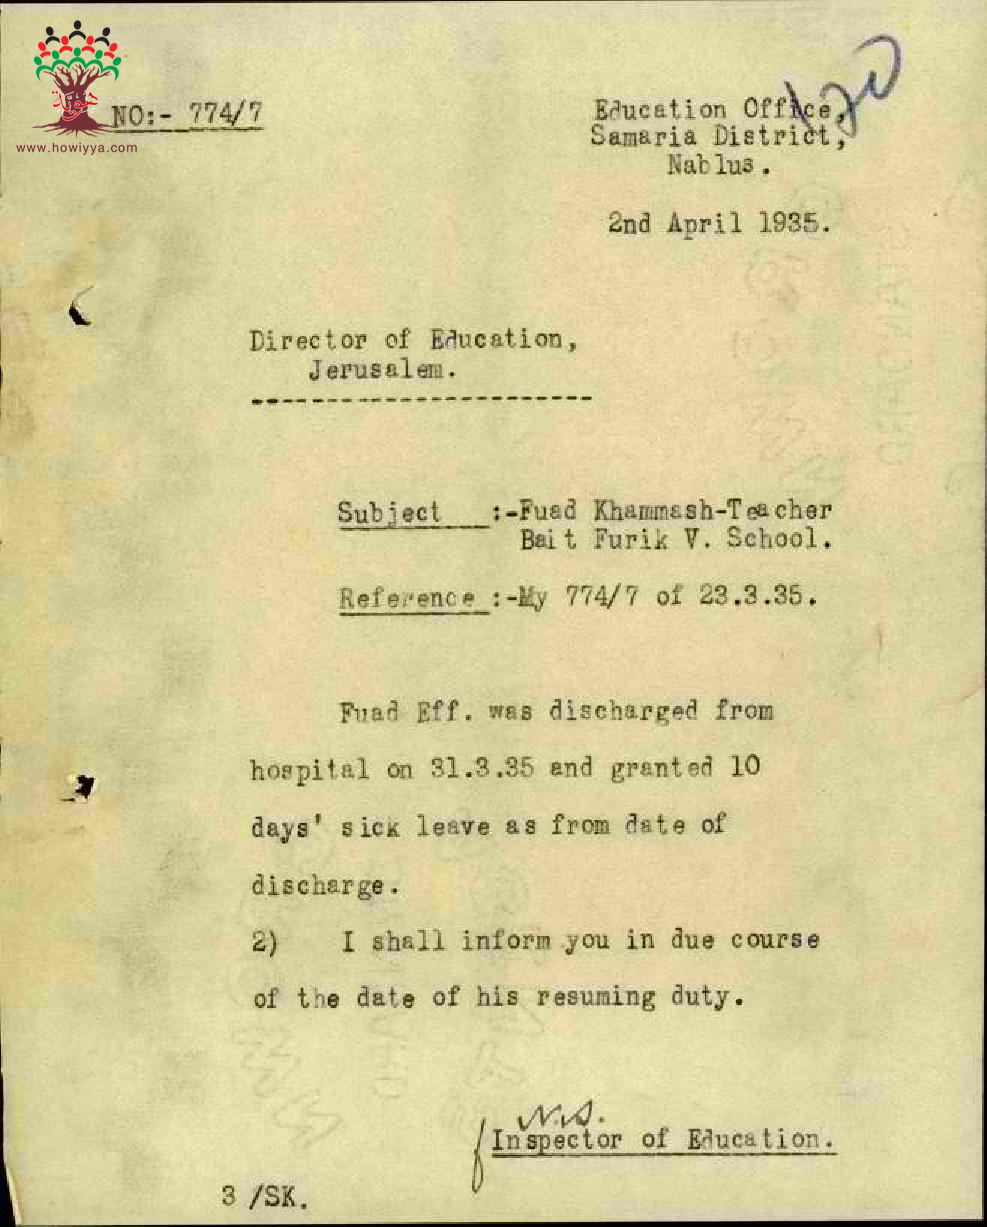 www.howiyya.com
120
NO:- 774/7
Education Office,
Samaria District,
Nablus.
2nd April 1935.
Director of Education,
Jerusalem.
-----------------------
Subject :-Fuad Khammash-Teacher
Bait Furik V. School.
Reference :-My 774/7 of 23.3.35.
Fuad Eff. was discharged from
hospital on 31.3.35 and granted 10
days' sick leave as from date of
discharge.
2) I shall inform you in due course
of the date of his resuming duty.
N.S.
Inspector of Education.
3 /SK.